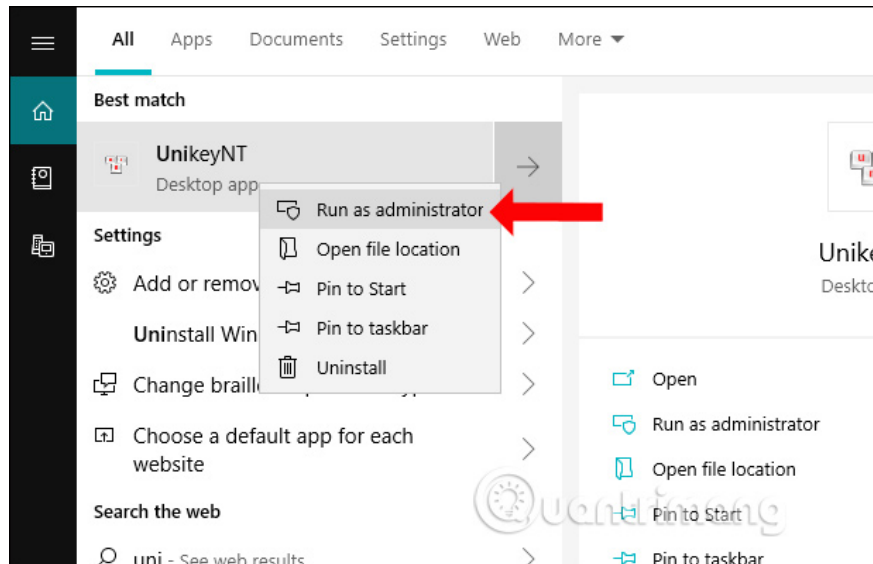 All Apps Documents Settings Web More
Best match
UnikeyNT
Desktop app
Run as administrator
Open file location
Pin to Start
Pin to taskbar
Uninstall
Settings
Add or remov
Uninstall Win
Change braill
Choose a default app for each
website
Search the web
uni - See web results
Unike
Deskto
Open
Run as administrator
Open file location
Pin to Start
Pin to taskbar
Quantrimang